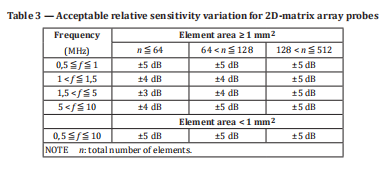 Table 3 — Acceptable relative sensitivity variation for 2D-matrix array probes
Frequency Element area ≥ 1 mm²
(MHz) n ≦ 64 64 < n ≦ 128 128 < n ≦ 512
0,5 ≦ f ≦ 1 ±5 dB ±5 dB ±5 dB
1 < f ≦ 1,5 ±4 dB ±4 dB ±5 dB
1,5 < f ≦ 5 ±3 dB ±4 dB ±5 dB
5 < f ≦ 10 ±4 dB ±5 dB ±5 dB
Element area < 1 mm²
0,5 ≦ f ≦ 10 ±5 dB ±5 dB ±5 dB
NOTE n: total number of elements.